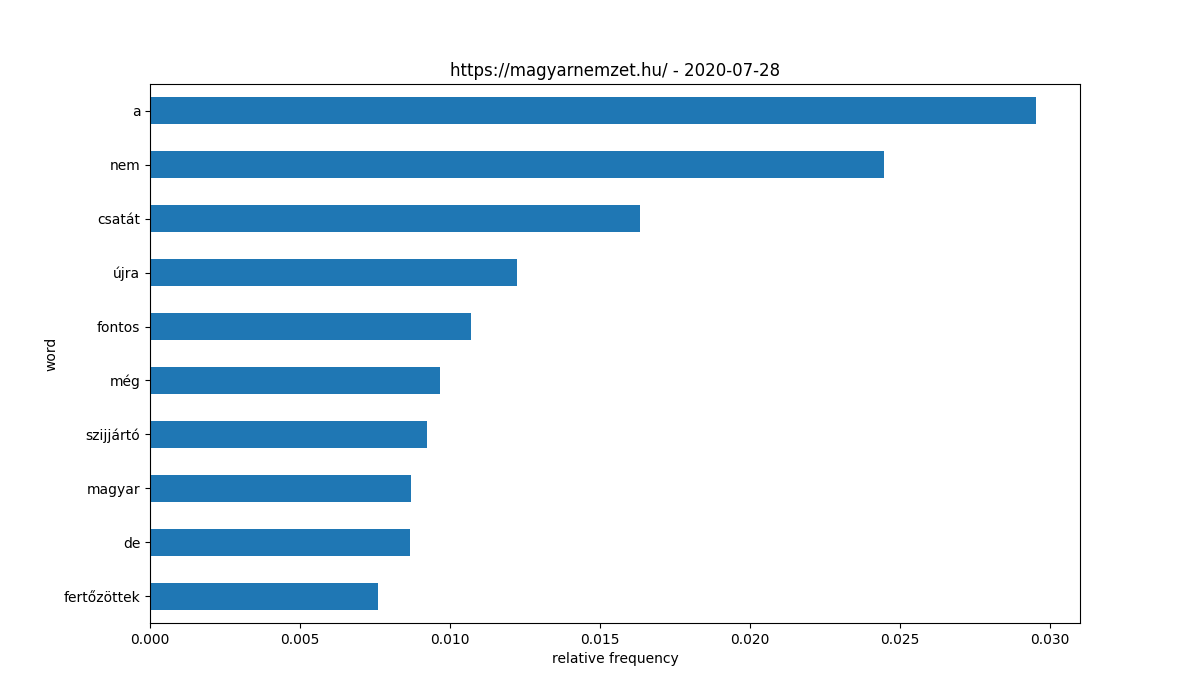 https://magyarnemzet.hu/ - 2020-07-28
a
nem
csatát
újra
fontos
még
szijjártó
magyar
de
fertőzöttek
word
0.000 0.005 0.010 0.015 0.020 0.025 0.030
relative frequency